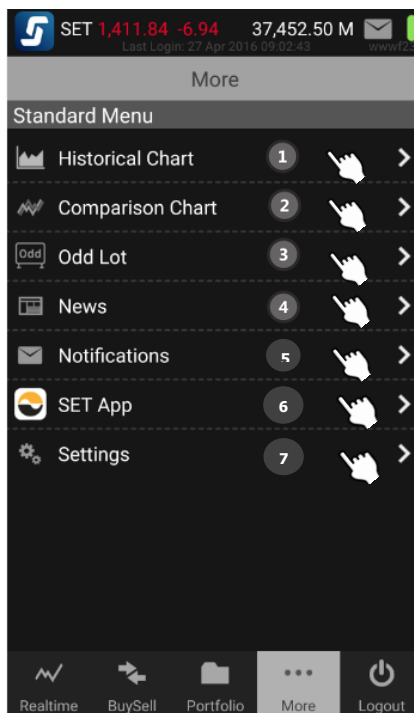 SET 1,411.84 -6.94 37,452.50 M
Last Login: 27 Apr 2016 09:02:43 wwwf23
More
Standard Menu
Historical Chart 1
Comparison Chart 2
Odd Odd Lot 3
News 4
Notifications 5
SET App 6
Settings 7
Realtime BuySell Portfolio More Logout